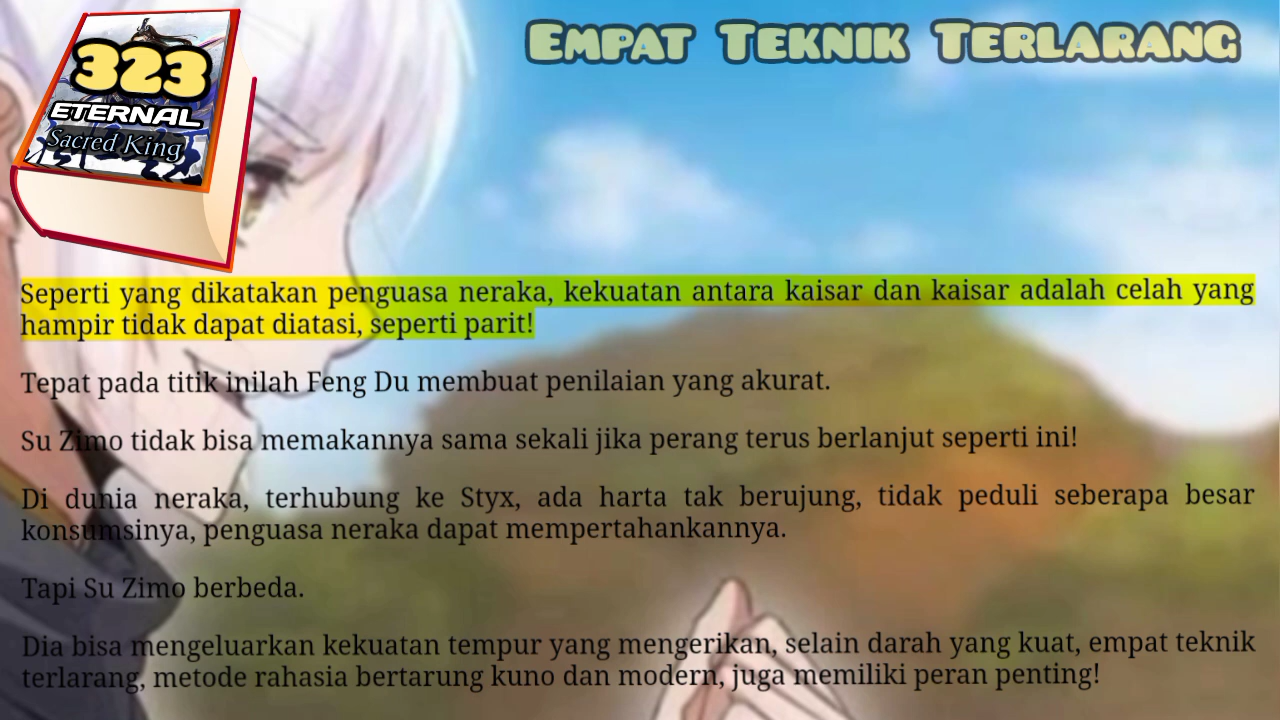 323
ETERNAL
Sacred King
EMPAT TEKNIK TERLARANG
Seperti yang dikatakan penguasa neraka, kekuatan antara kaisar dan kaisar adalah celah yang
hampir tidak dapat diatasi, seperti parit!
Tepat pada titik inilah Feng Du membuat penilaian yang akurat.
Su Zimo tidak bisa memakannya sama sekali jika perang terus berlanjut seperti ini!
Di dunia neraka, terhubung ke Styx, ada harta tak berujung, tidak peduli seberapa besar
konsumsinya, penguasa neraka dapat mempertahankannya.
Tapi Su Zimo berbeda.
Dia bisa mengeluarkan kekuatan tempur yang mengerikan, selain darah yang kuat, empat teknik
terlarang, metode rahasia bertarung kuno dan modern, juga memiliki peran penting!